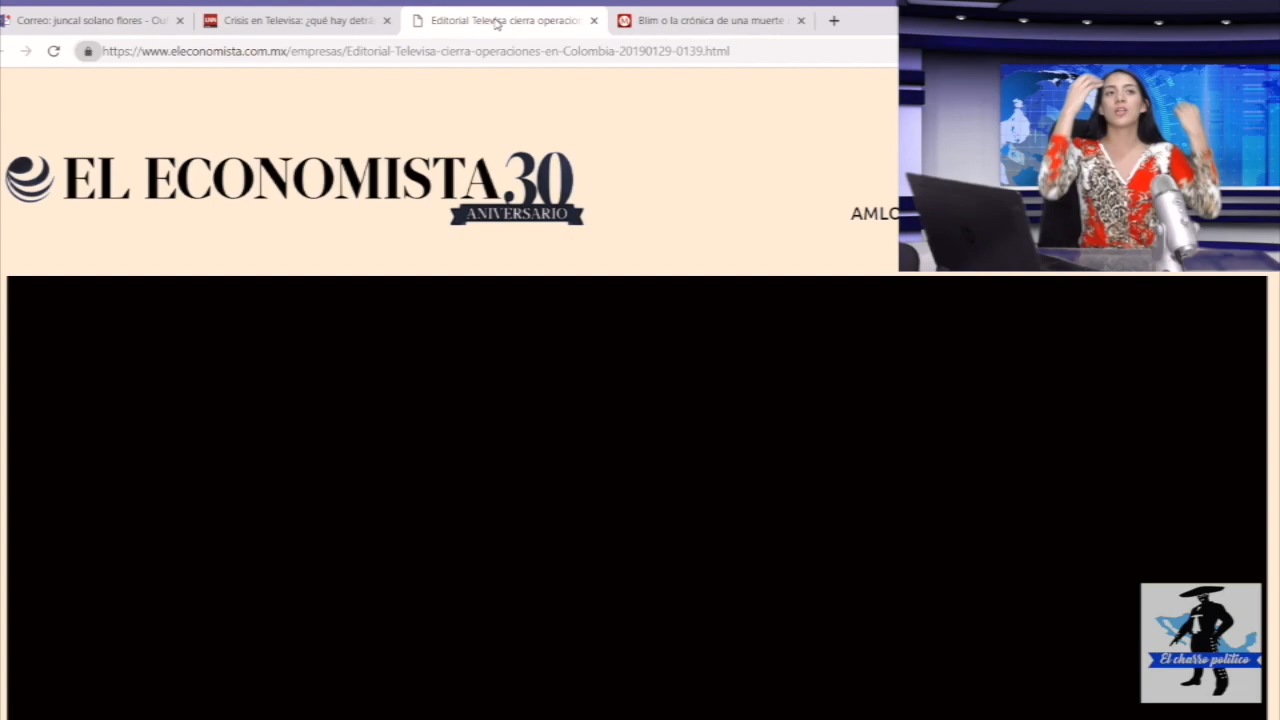 Correo: juncal solano flores - Ou
Crisis en Televisa: ¿qué hay detrá
Editorial Televisa cierra operacion
Blim o la crónica de una muerte
https://www.eleconomista.com.mx/empresas/Editorial-Televisa-cierra-operaciones-en-Colombia-20190129-0139.html
EL ECONOMISTA 30
ANIVERSARIO
AMLO
El charro político